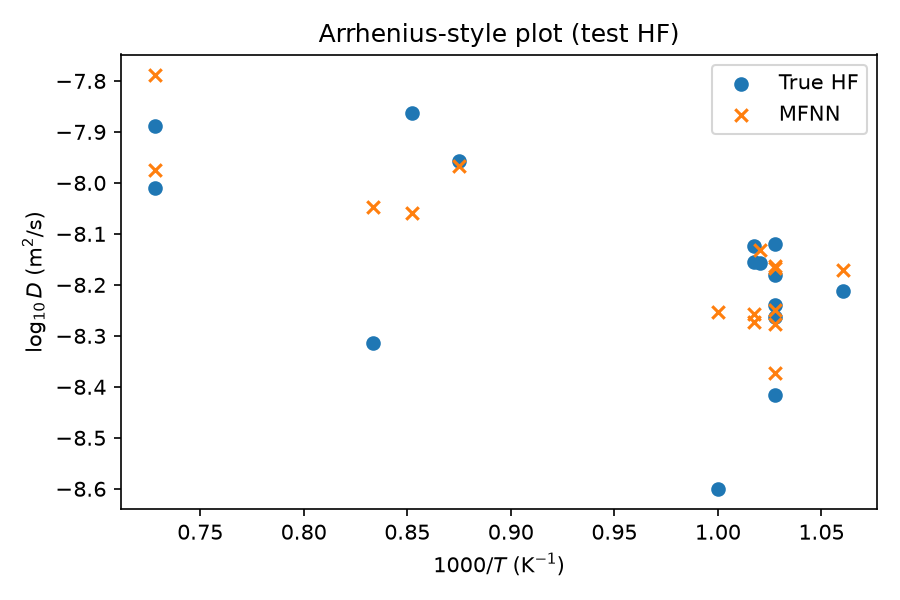 Arrhenius-style plot (test HF)
True HF
MFNN
−7.8
−7.9
−8.0
−8.1
−8.2
−8.3
−8.4
−8.5
−8.6
log₁₀ D (m²/s)
0.75 0.80 0.85 0.90 0.95 1.00 1.05
1000/T (K⁻¹)